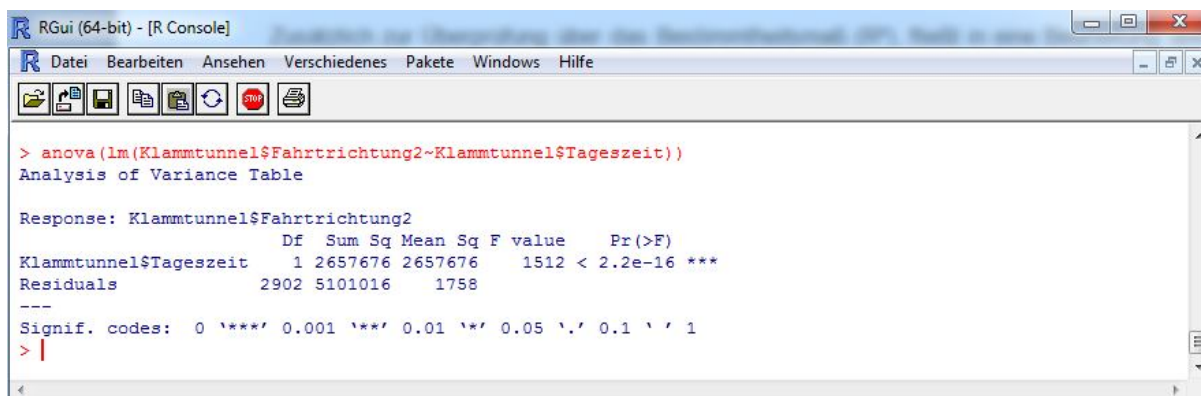 RGui (64-bit) - [R Console]
Datei Bearbeiten Ansehen Verschiedenes Pakete Windows Hilfe
STOP
> anova(lm(Klammtunnel$Fahrtrichtung2~Klammtunnel$Tageszeit))
Analysis of Variance Table
Response: Klammtunnel$Fahrtrichtung2
Df Sum Sq Mean Sq F value Pr(>F)
Klammtunnel$Tageszeit 1 2657676 2657676 1512 < 2.2e-16 ***
Residuals 2902 5101016 1758
---
Signif. codes: 0 ‘***’ 0.001 ‘**’ 0.01 ‘*’ 0.05 ‘.’ 0.1 ‘ ’ 1
>